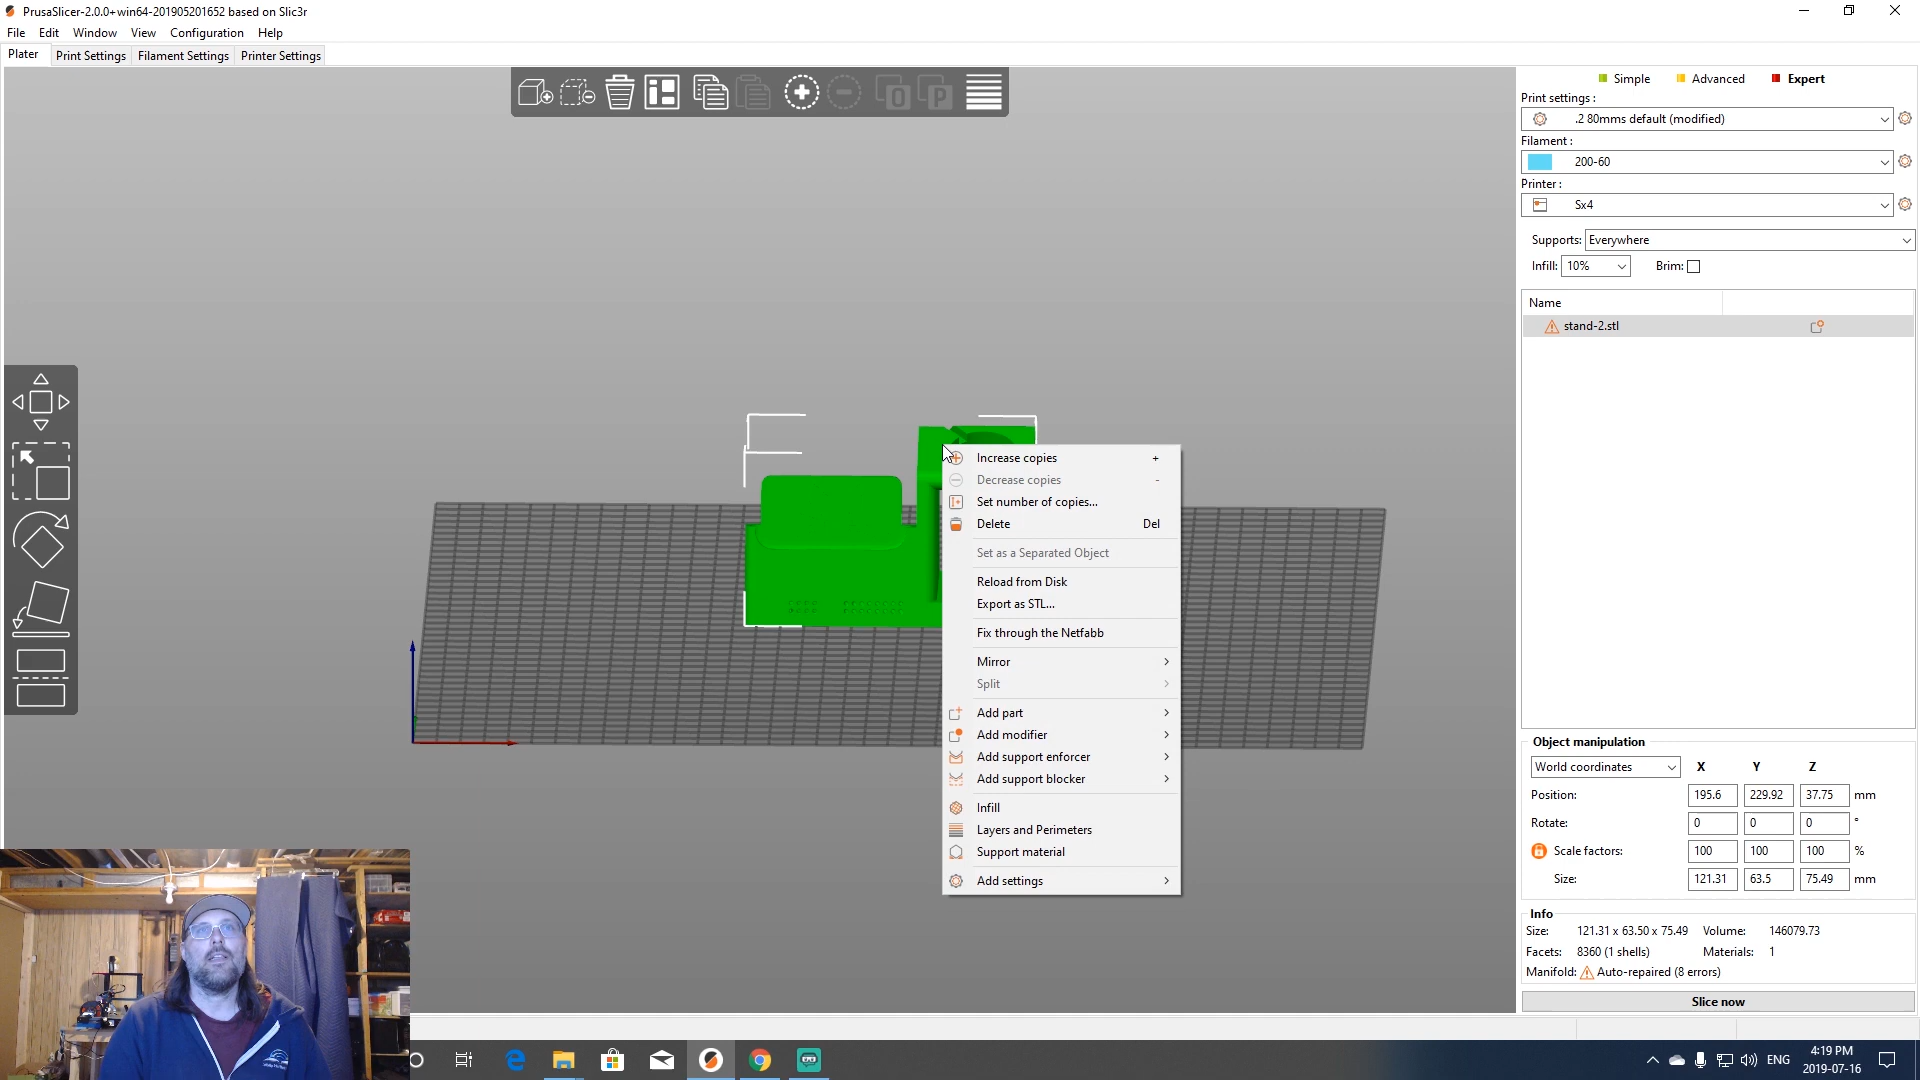 PrusaSlicer-2.0.0+win64-201905201652 based on Slic3r
File Edit Window View Configuration Help
Plater Print Settings Filament Settings Printer Settings
Simple Advanced Expert
Print settings :
.2 80mms default (modified)
Filament :
200-60
Printer :
Sx4
Supports: Everywhere
Infill: 10% Brim:
Name
stand-2.stl
Increase copies +
Decrease copies -
Set number of copies...
Delete Del
Set as a Separated Object
Reload from Disk
Export as STL...
Fix through the Netfabb
Mirror
Split
Add part
Add modifier
Add support enforcer
Add support blocker
Infill
Layers and Perimeters
Support material
Add settings
Object manipulation
World coordinates X Y Z
Position: 195.6 229.92 37.75 mm
Rotate: 0 0 0 °
Scale factors: 100 100 100 %
Size: 121.31 63.5 75.49 mm
Info
Size: 121.31 x 63.50 x 75.49 Volume: 146079.73
Facets: 8360 (1 shells) Materials: 1
Manifold: Auto-repaired (8 errors)
Slice now
ENG
4:19 PM
2019-07-16